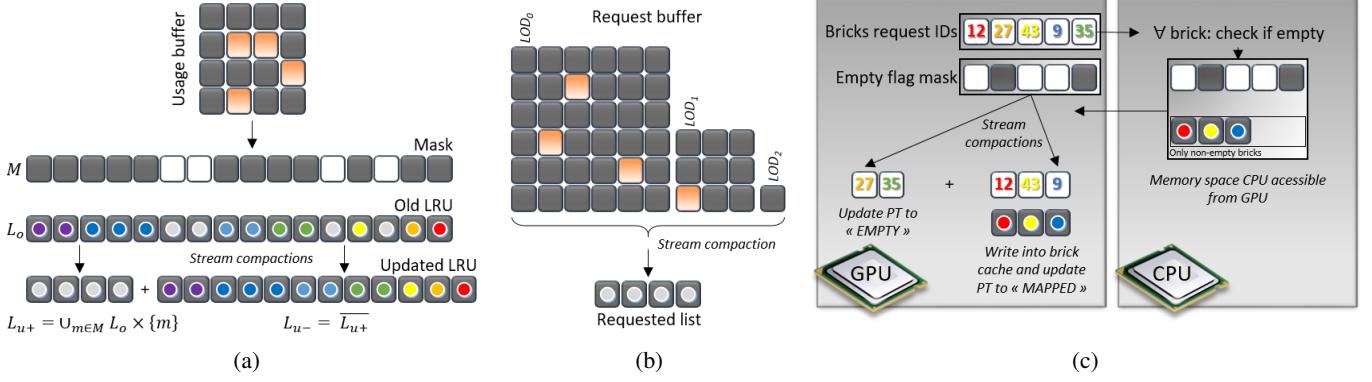 Usage buffer
Mask
M
Old LRU
L_o
Stream compactions
Updated LRU
+
L_{u+} = ∪_{m∈M} L_o × {m}
L_{u−} = \overline{L_{u+}}
(a)
Request buffer
LOD_0
LOD_1
LOD_2
Stream compaction
Requested list
(b)
Bricks request IDs
12 27 43 9 35
∀ brick: check if empty
Empty flag mask
Only non-empty bricks
Stream
compactions
27 35
+
12 43 9
Memory space CPU acessible
from GPU
Update PT to
« EMPTY »
Write into brick
cache and update
PT to « MAPPED »
GPU
CPU
(c)